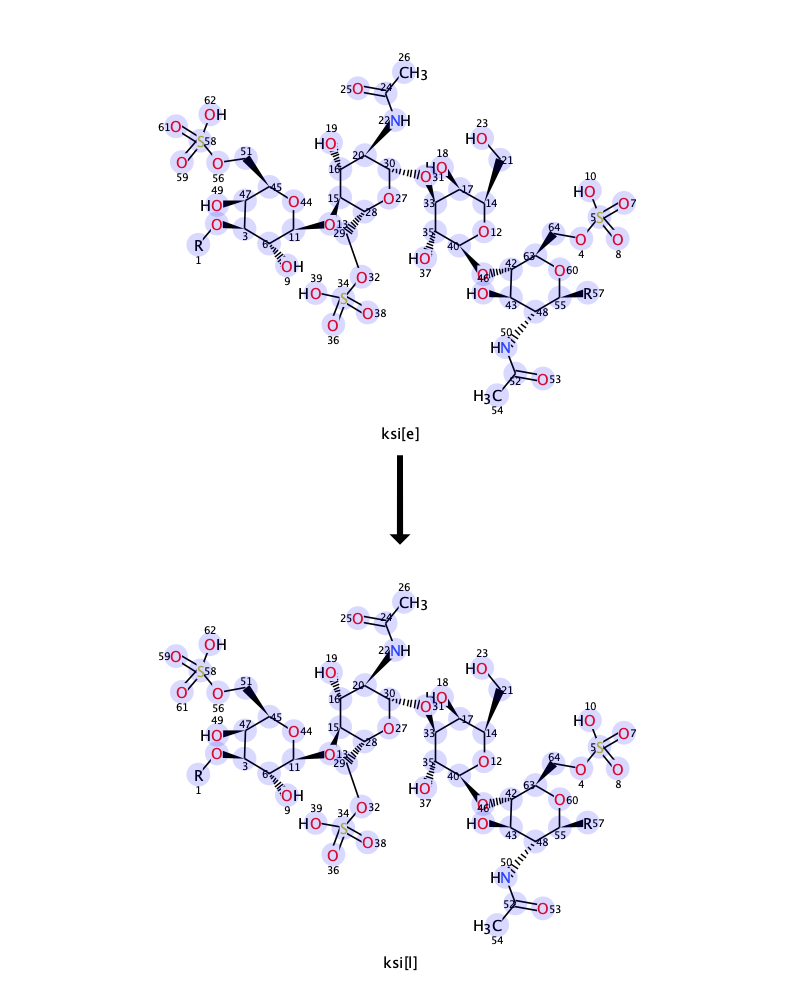 26
CH3
25 O 24
62
OH
22 NH
61 O
19
HO
23
HO
S 58
51
20
30
18
HO
21
59 O
O 56
16
O 31
10
HO
49
HO
47
45
O 44
15
28
O 27
33
17
14
S 5
O 7
O
3
6
11
O 13
29
35
O 12
64
O 4
O 8
R
1
OH
9
HO
37
40
O 46
42
63
O 60
39
HO
34
S
O 32
HO
43
48
55
R 57
O
36
O 38
50
HN
52
O 53
H3C
54
ksi[e]
26
CH3
25 O 24
62
OH
22 NH
59 O
19
HO
23
HO
S 58
51
20
30
18
HO
21
O
61
O 56
16
O 31
10
HO
49
HO
47
45
O 44
15
28
O 27
33
17
14
S 5
O 7
O
3
6
11
O 13
29
35
O 12
64
O 4
O 8
R
1
OH
9
HO
37
40
O 46
42
63
O 60
39
HO
34
S
O 32
HO
43
48
55
R 57
O
36
O 38
50
HN
52
O 53
H3C
54
ksi[l]